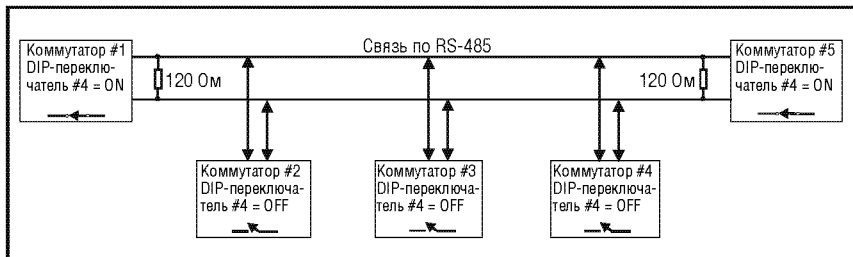 Коммутатор #1
DIP-переклю-
чатель #4 = ON
Связь по RS-485
120 Ом
120 Ом
Коммутатор #5
DIP-переклю-
чатель #4 = ON
Коммутатор #2
DIP-переключа-
тель #4 = OFF
Коммутатор #3
DIP-переключа-
тель #4 = OFF
Коммутатор #4
DIP-переключа-
тель #4 = OFF